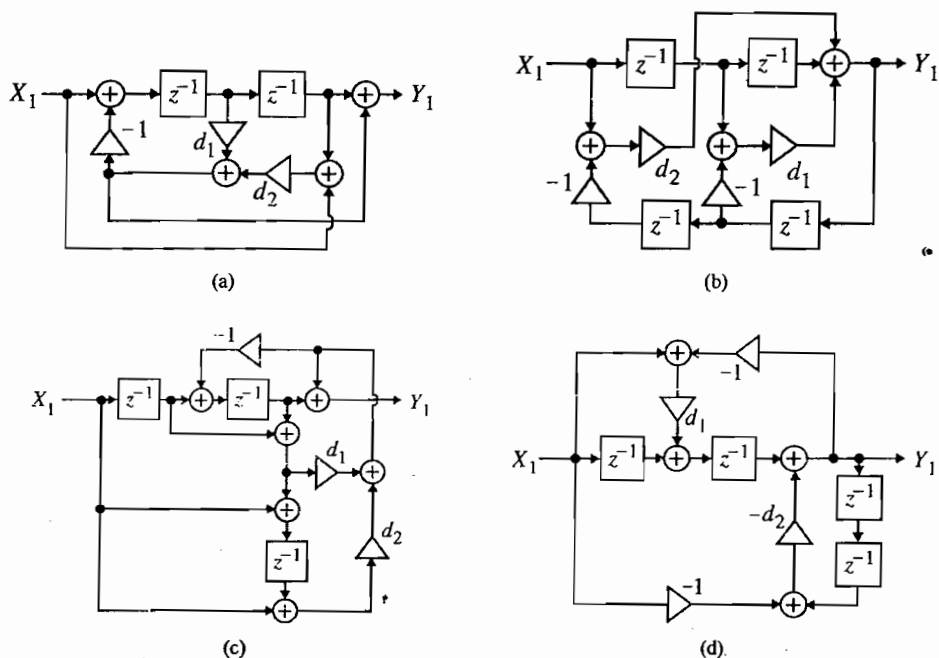 X₁ z⁻¹ z⁻¹ Y₁
-1 d₁ d₂
(a)
X₁ z⁻¹ z⁻¹ Y₁
d₂ d₁
-1 -1
z⁻¹ z⁻¹
(b)
-1
X₁ z⁻¹ z⁻¹ Y₁
d₁
d₂
z⁻¹
(c)
-1
d₁
X₁ z⁻¹ z⁻¹ Y₁
-d₂ z⁻¹
z⁻¹
-1
(d)